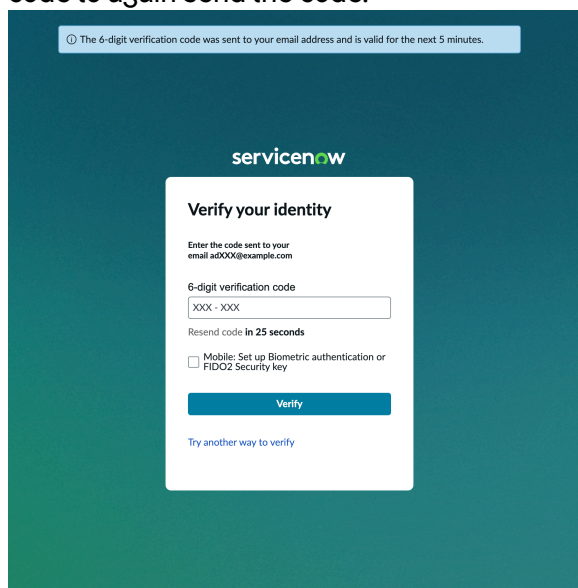 code to again send the code.
The 6-digit verification code was sent to your email address and is valid for the next 5 minutes.
servicenow
Verify your identity
Enter the code sent to your
email adXXX@example.com
6-digit verification code
XXX - XXX
Resend code in 25 seconds
Mobile: Set up Biometric authentication or
FIDO2 Security key
Verify
Try another way to verify